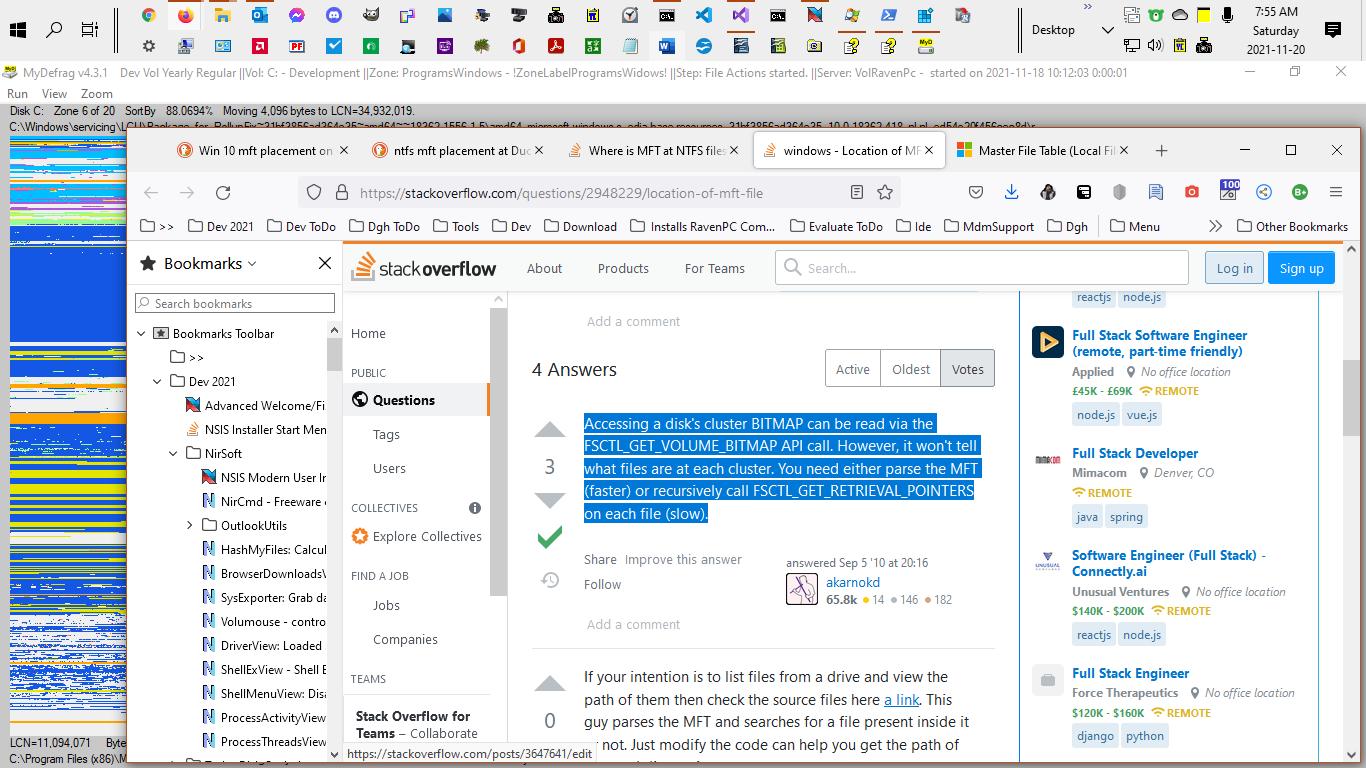 Desktop
7:55 AM
Saturday
2021-11-20
MyDefrag v4.3.1 Dev Vol Yearly Regular ||Vol: C: - Development ||Zone: ProgramsWindows - !ZoneLabelProgramsWidows! ||Step: File Actions started. ||Server: VolRavenPc - started on 2021-11-18 10:12:03 0:00:01
Run View Zoom
Disk C: Zone 6 of 20 SortBy 88.0694% Moving 4,096 bytes to LCN=34,932,019.
Win 10 mft placement on
ntfs mft placement at Duc
Where is MFT at NTFS files
windows - Location of MF
Master File Table (Local Fil
https://stackoverflow.com/questions/2948229/location-of-mft-file
100
B+
>> Dev 2021 Dev ToDo Dgh ToDo Tools Dev Download Installs RavenPC Com... Evaluate ToDo Ide MdmSupport Dgh Menu Other Bookmarks
Bookmarks
Search bookmarks
Bookmarks Toolbar
>>
Dev 2021
Advanced Welcome/Fi
NSIS Installer Start Men
NirSoft
NSIS Modern User In
NirCmd - Freeware
OutlookUtils
HashMyFiles: Calcul
BrowserDownloadsV
SysExporter: Grab da
Volumouse - contro
DriverView: Loaded
ShellExView - Shell E
ShellMenuView: Disa
ProcessActivityView
ProcessThreadsView
stackoverflow
About Products For Teams
Search...
Log in Sign up
Home
PUBLIC
Questions
Tags
Users
COLLECTIVES
Explore Collectives
FIND A JOB
Jobs
Companies
TEAMS
Stack Overflow for
Teams – Collaborate
Add a comment
4 Answers
Active Oldest Votes
3
Accessing a disk's cluster BITMAP can be read via the
FSCTL_GET_VOLUME_BITMAP API call. However, it won't tell
what files are at each cluster. You need either parse the MFT
(faster) or recursively call FSCTL_GET_RETRIEVAL_POINTERS
on each file (slow).
Share Improve this answer
Follow
answered Sep 5 '10 at 20:16
akarnokd
65.8k 14 146 182
Add a comment
0
If your intention is to list files from a drive and view the
path of them then check the source files here a link. This
guy parses the MFT and searches for a file present inside it
not. Just modify the code can help you get the path of
reactjs node.js
Full Stack Software Engineer
(remote, part-time friendly)
Applied No office location
£45K - £69K REMOTE
node.js vue.js
Full Stack Developer
Mimacom Denver, CO
REMOTE
java spring
Software Engineer (Full Stack) -
Connectly.ai
Unusual Ventures No office location
$140K - $200K REMOTE
reactjs node.js
Full Stack Engineer
Force Therapeutics No office location
$120K - $160K REMOTE
django python
https://stackoverflow.com/posts/3647641/edit
LCN=11,094,071 Byte
C:\Program Files (x86)\M